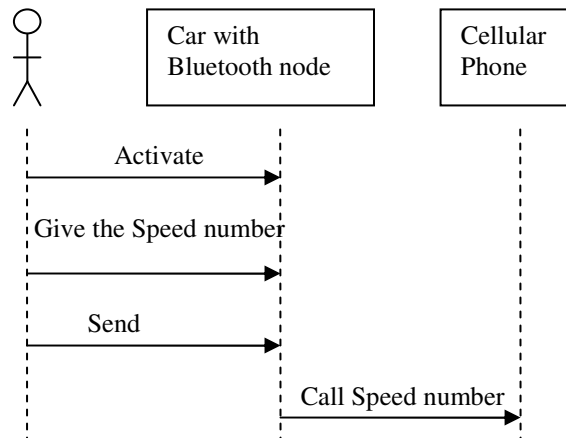 Car with
Bluetooth node
Cellular
Phone
Activate
Give the Speed number
Send
Call Speed number